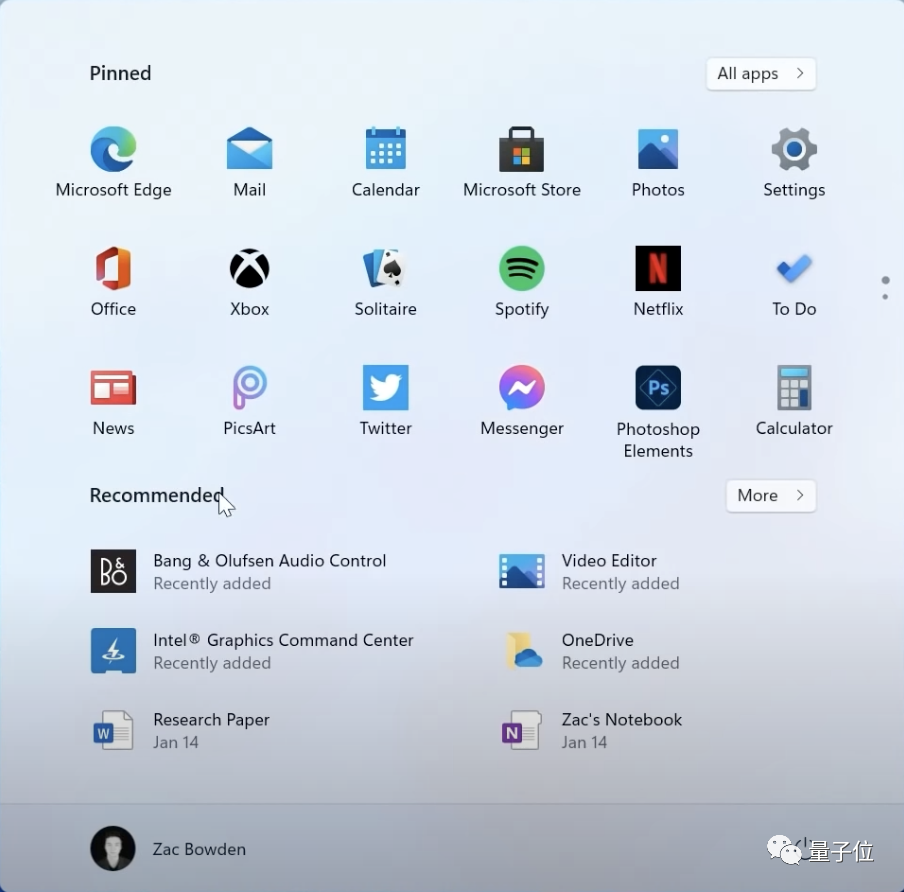 Pinned
All apps
Microsoft Edge
Mail
Calendar
Microsoft Store
Photos
Settings
Office
Xbox
Solitaire
Spotify
Netflix
To Do
News
PicsArt
Twitter
Messenger
Ps
Photoshop
Elements
Calculator
Recommended
More
B&O
Bang & Olufsen Audio Control
Recently added
Video Editor
Recently added
Intel® Graphics Command Center
Recently added
OneDrive
Recently added
W
Research Paper
Jan 14
N
Zac's Notebook
Jan 14
Zac Bowden
量子位